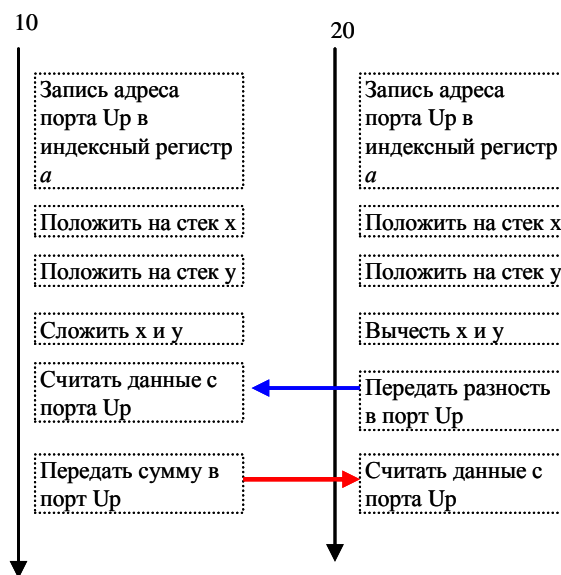 10
20
Запись адреса
порта Up в
индексный регистр
a
Положить на стек x
Положить на стек y
Сложить x и y
Считать данные с
порта Up
Передать сумму в
порт Up
Запись адреса
порта Up в
индексный регистр
a
Положить на стек x
Положить на стек y
Вычесть x и y
Передать разность
в порт Up
Считать данные с
порта Up